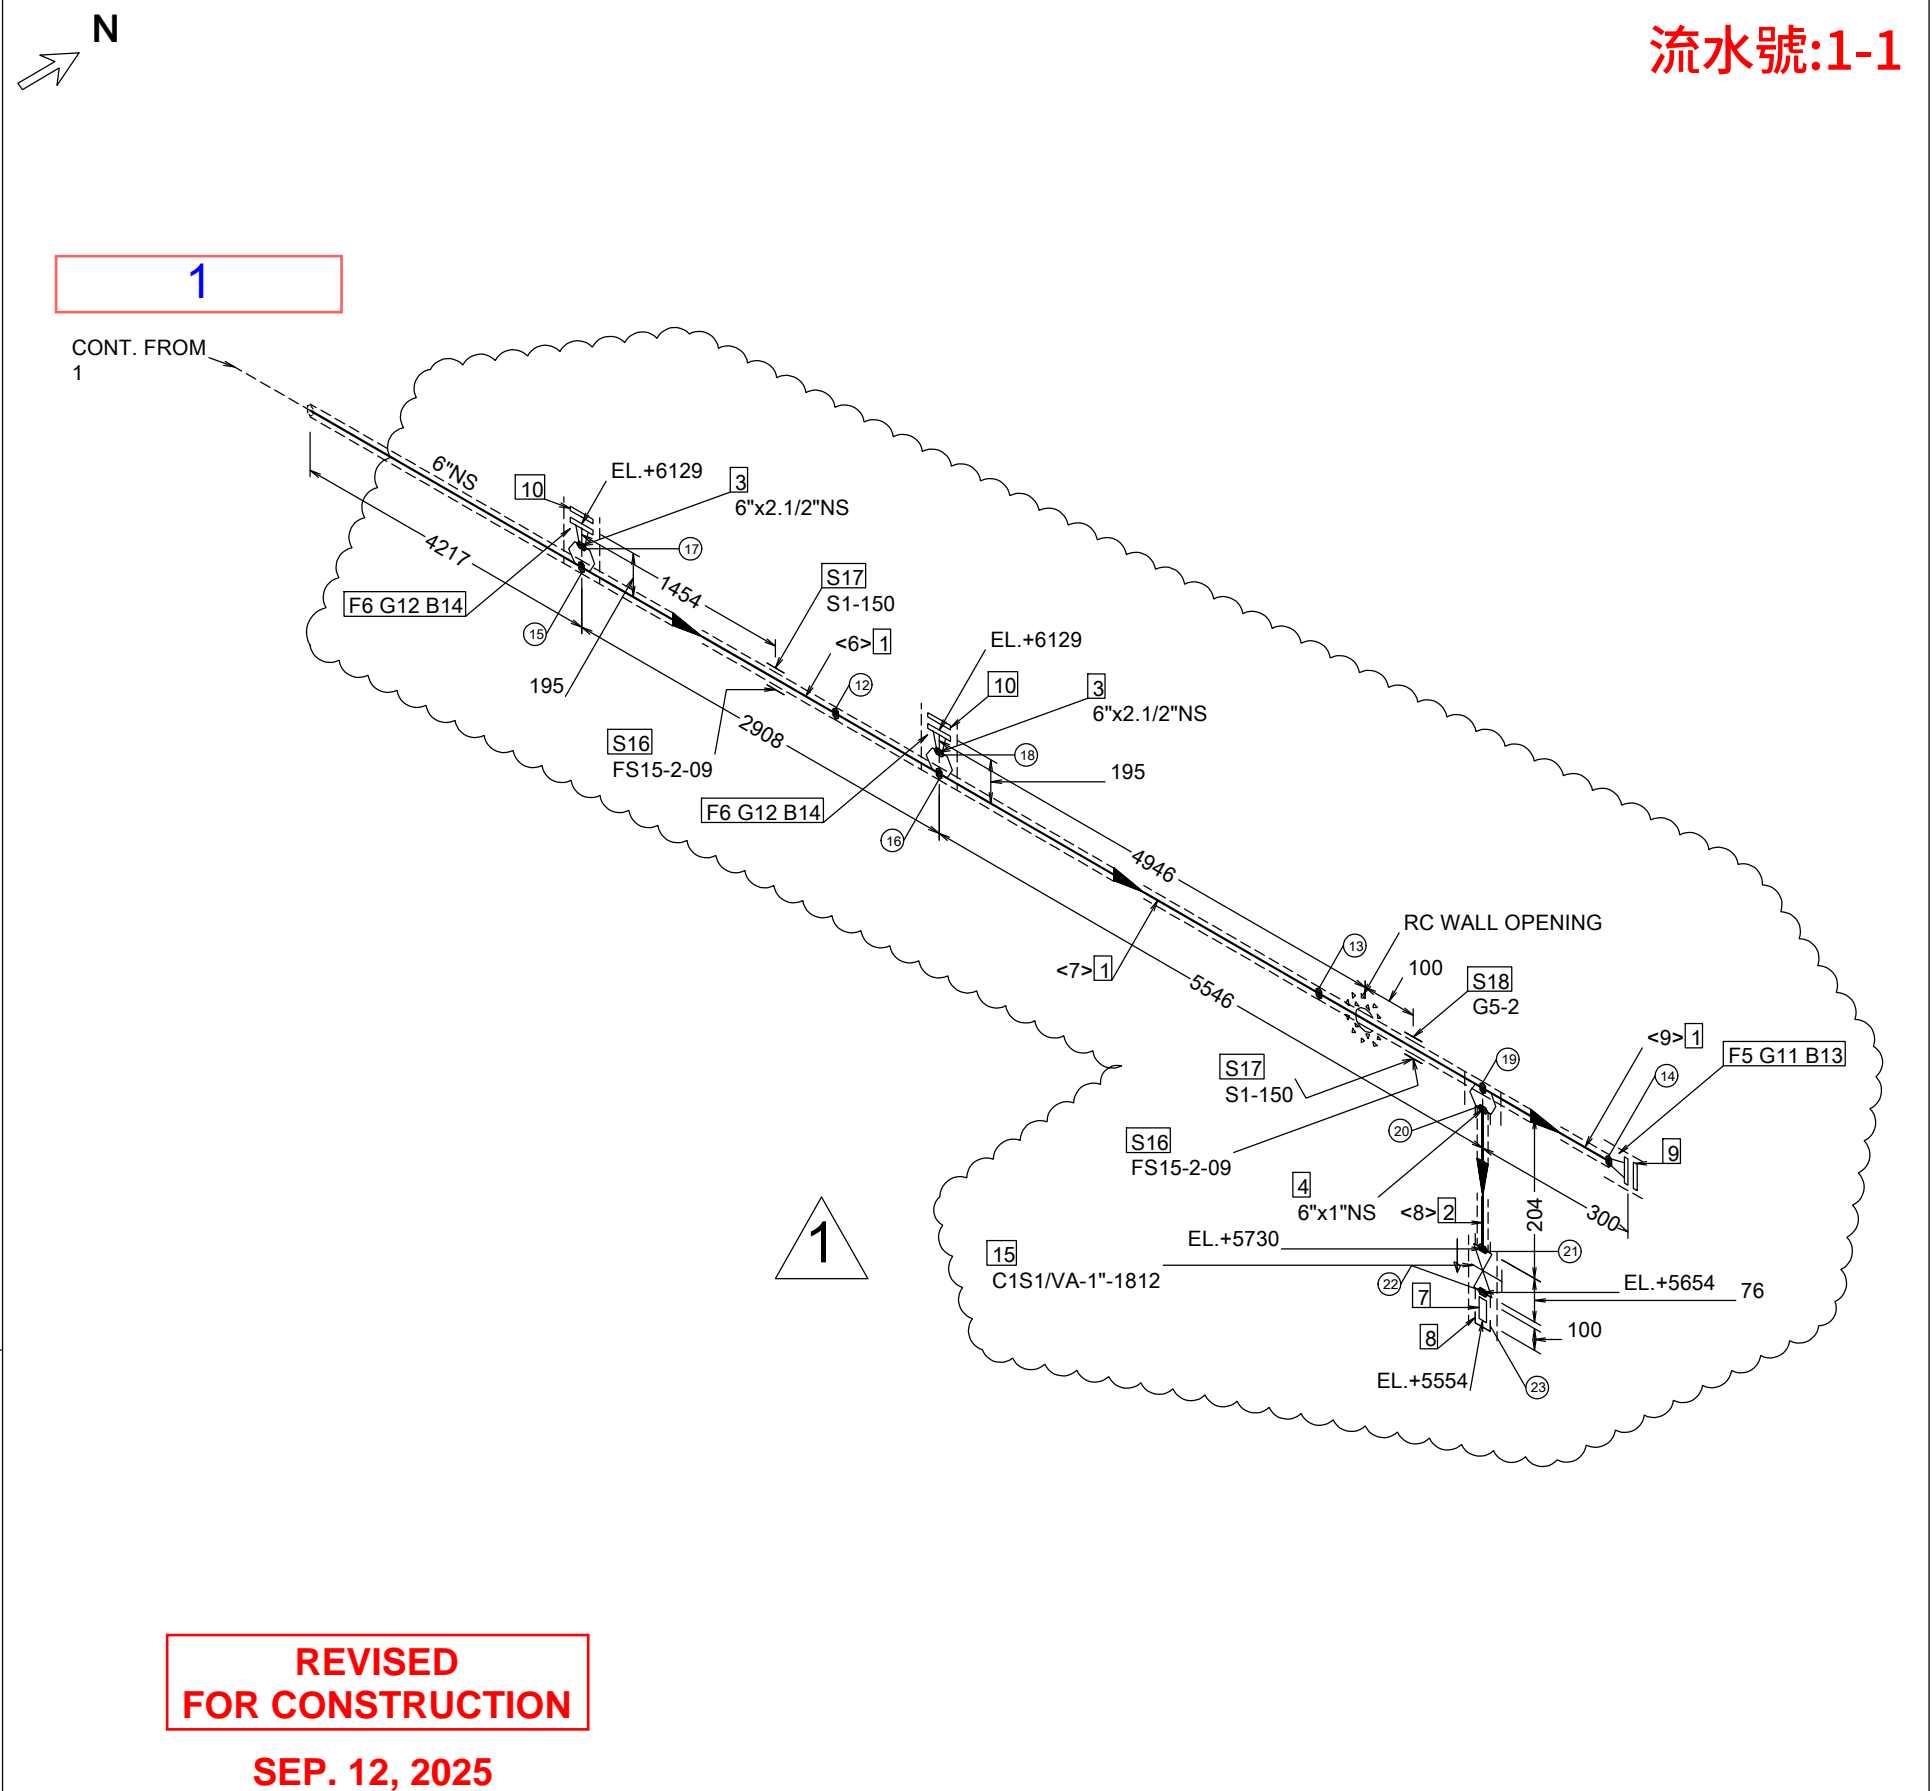 N
流水號:1-1
1
CONT. FROM
1
6"NS
10
EL.+6129
3
6"x2.1/2"NS
17
4217
1454
F6 G12 B14
S17
S1-150
15
<6> 1
EL.+6129
195
12
10
3
6"x2.1/2"NS
2908
S16
FS15-2-09
18
195
F6 G12 B14
16
4946
RC WALL OPENING
13
<7> 1
100
S18
G5-2
5546
<9> 1
F5 G11 B13
S17
S1-150
19
14
20
S16
FS15-2-09
9
4
6"x1"NS
<8> 2
204
300
1
EL.+5730
15
C1S1/VA-1"-1812
21
22
EL.+5654
76
7
8
100
EL.+5554
23
REVISED
FOR CONSTRUCTION
SEP. 12, 2025